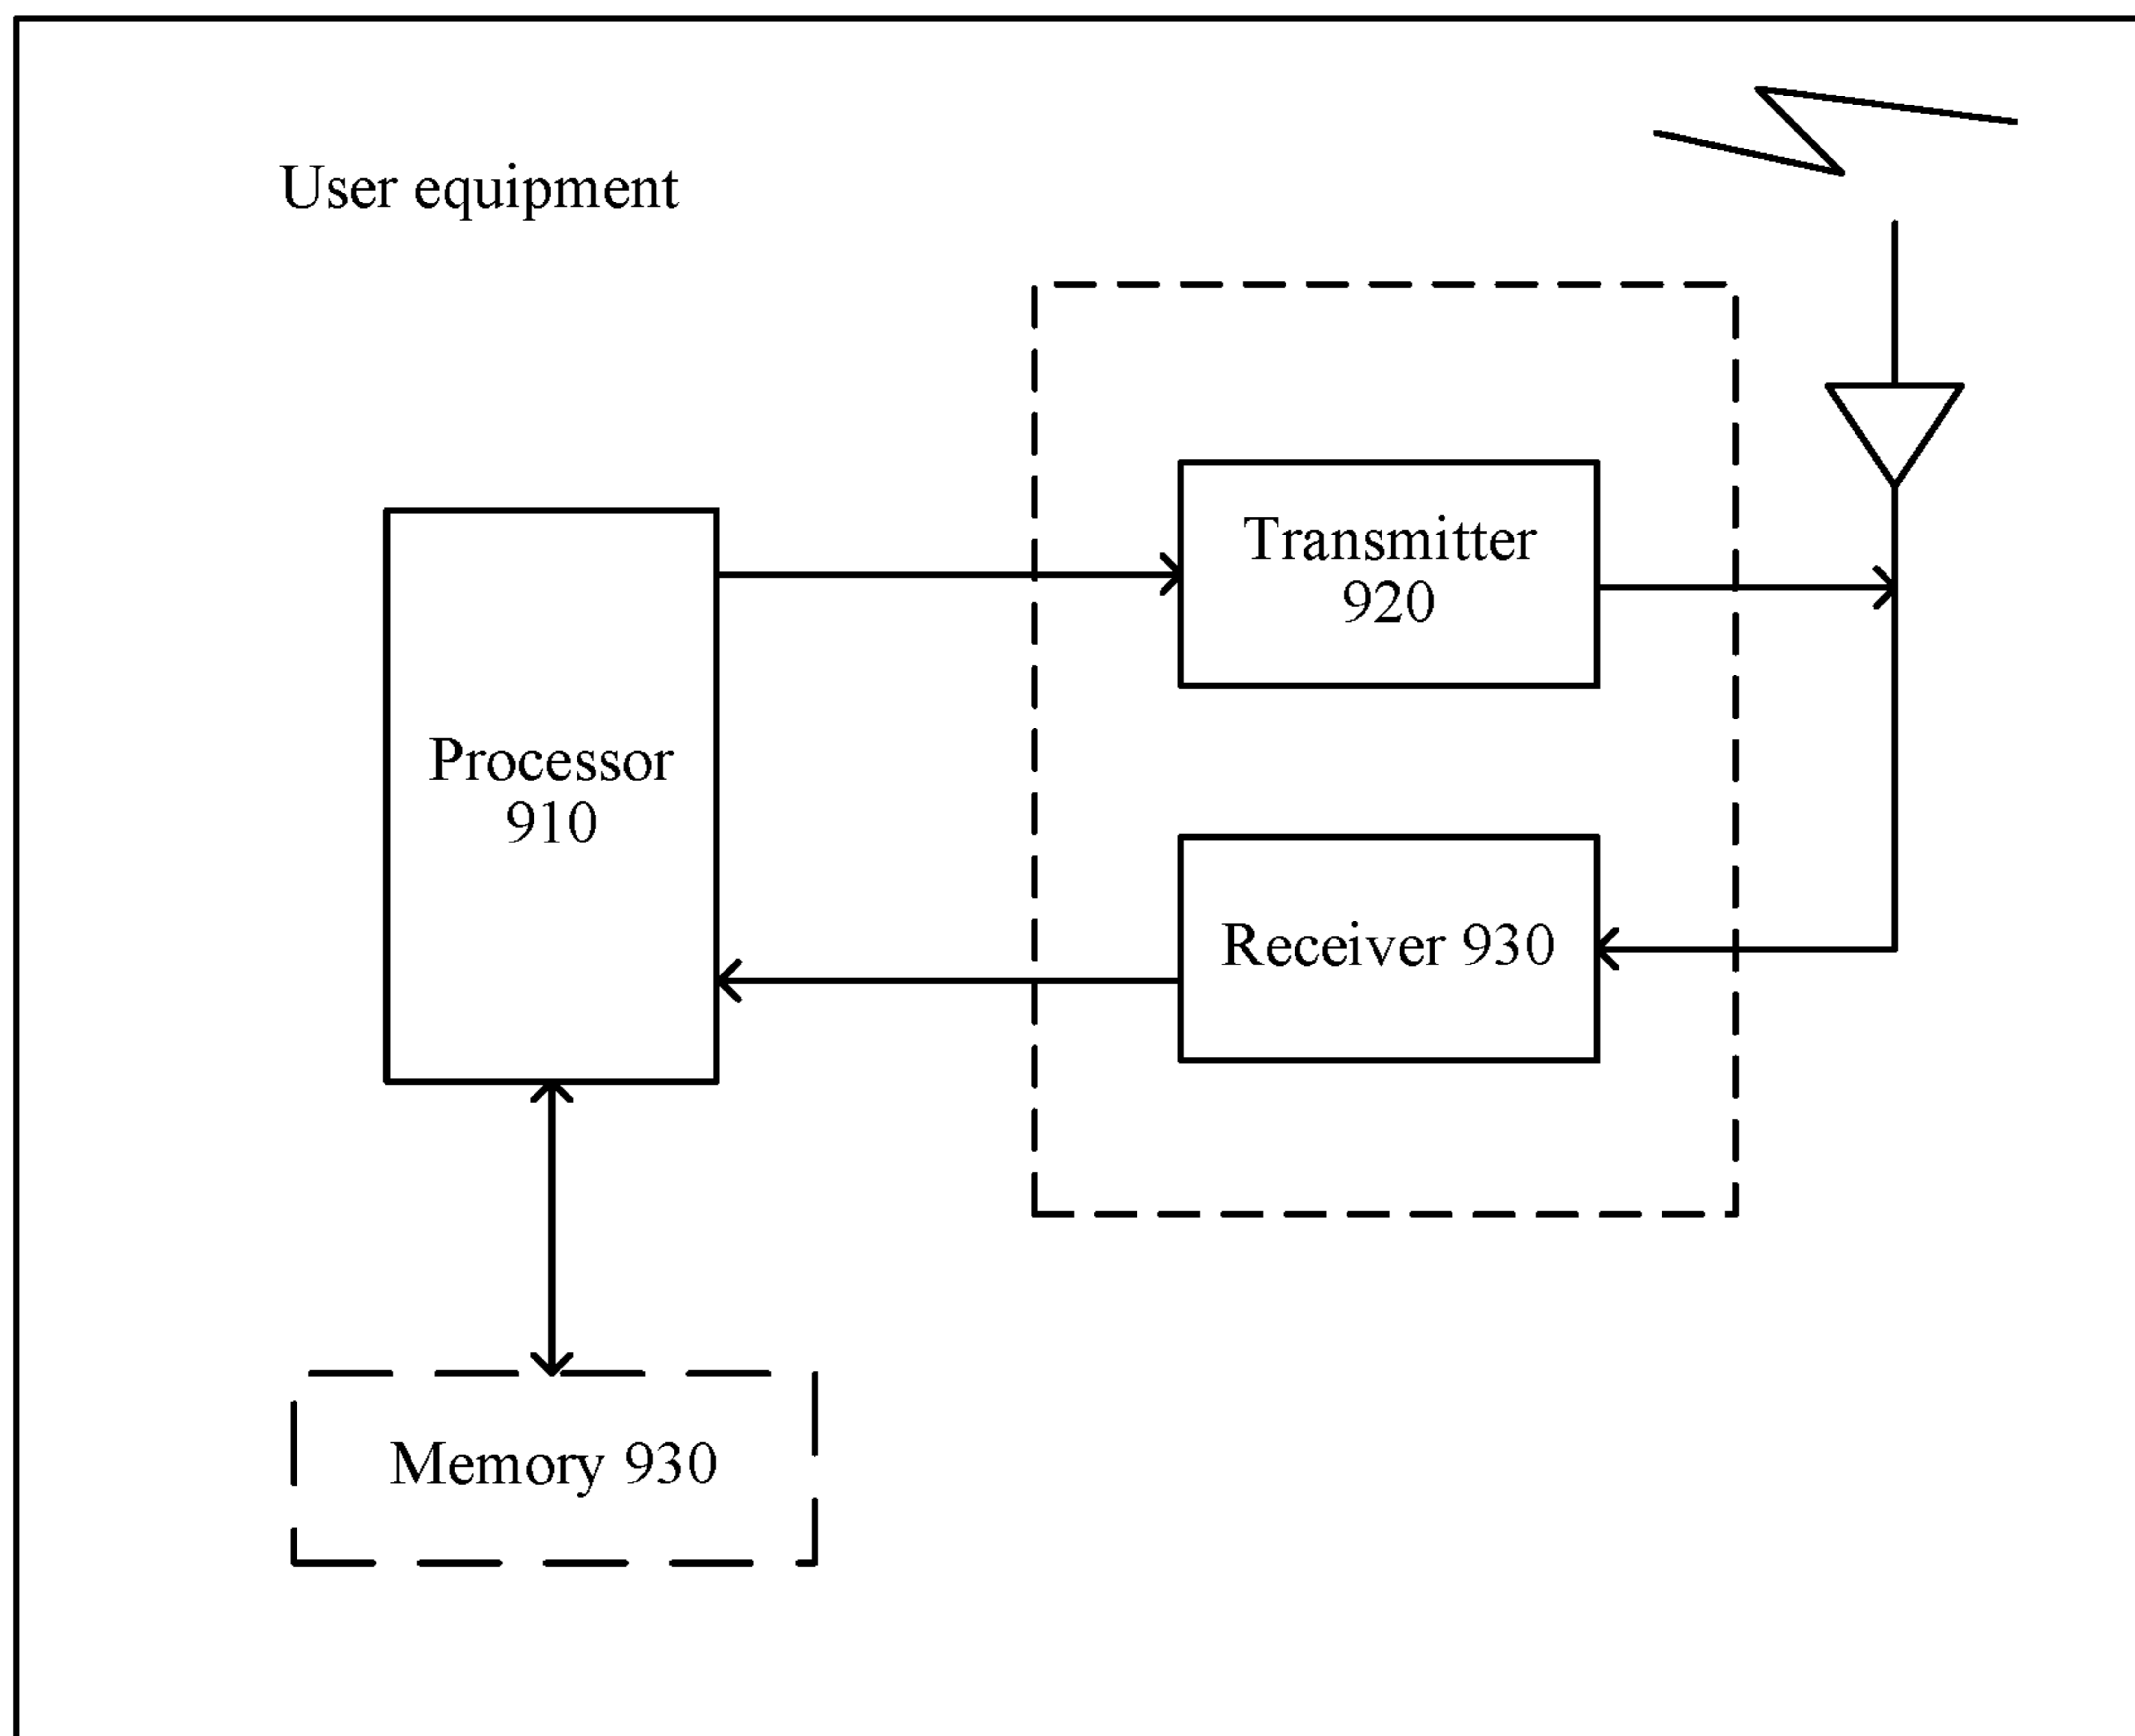 User equipment
Transmitter
920
Processor
910
Receiver 930
Memory 930